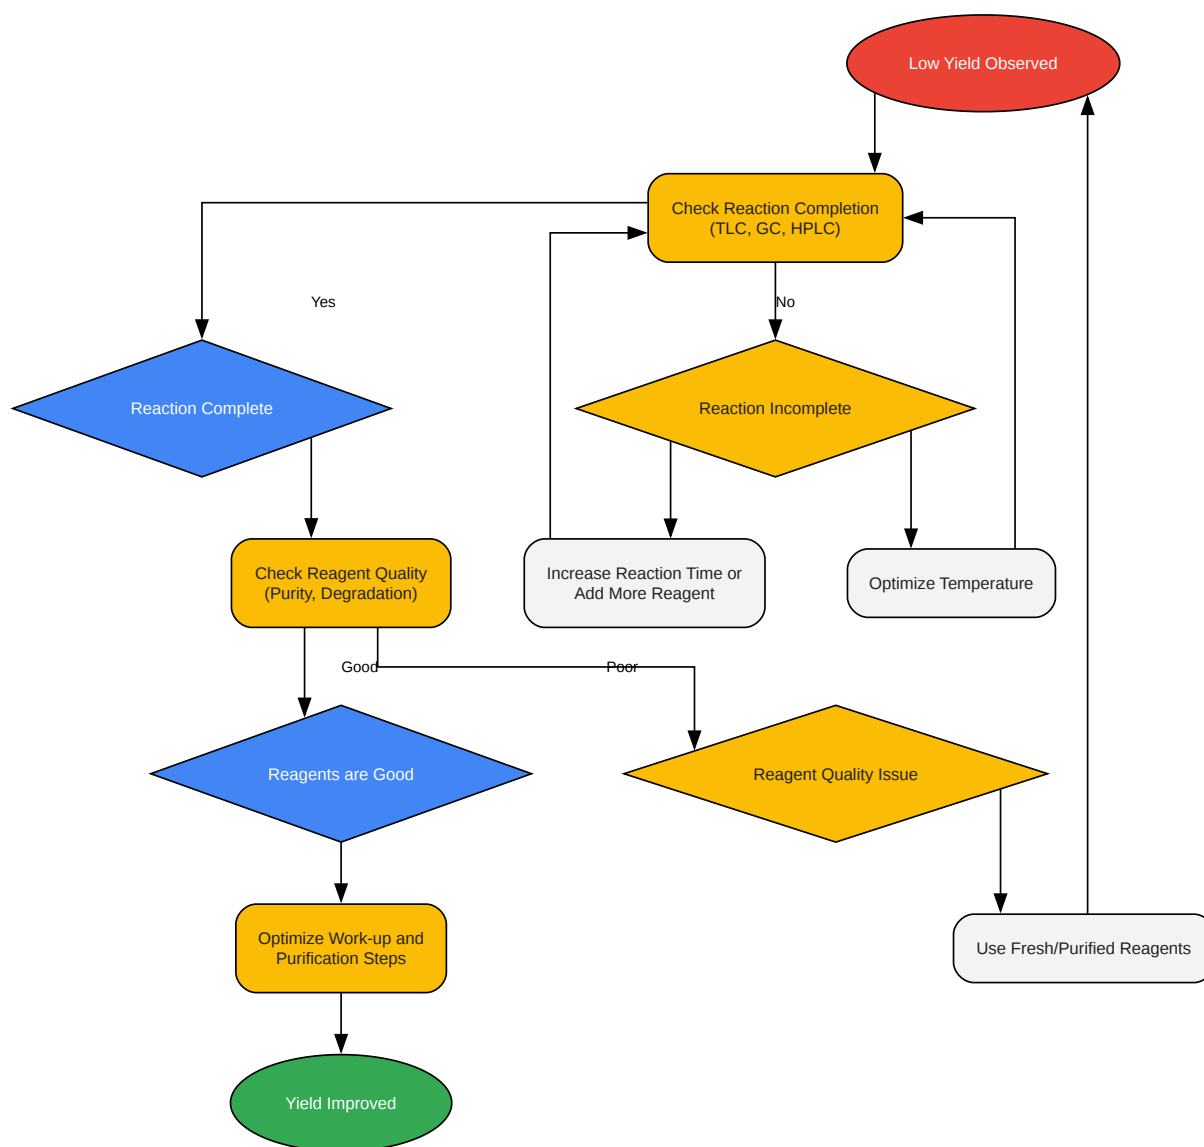 Low Yield Observed
Check Reaction Completion
(TLC, GC, HPLC)
Yes
No
Reaction Complete
Reaction Incomplete
Check Reagent Quality
(Purity, Degradation)
Increase Reaction Time or
Add More Reagent
Optimize Temperature
Good
Poor
Reagents are Good
Reagent Quality Issue
Optimize Work-up and
Purification Steps
Use Fresh/Purified Reagents
Yield Improved